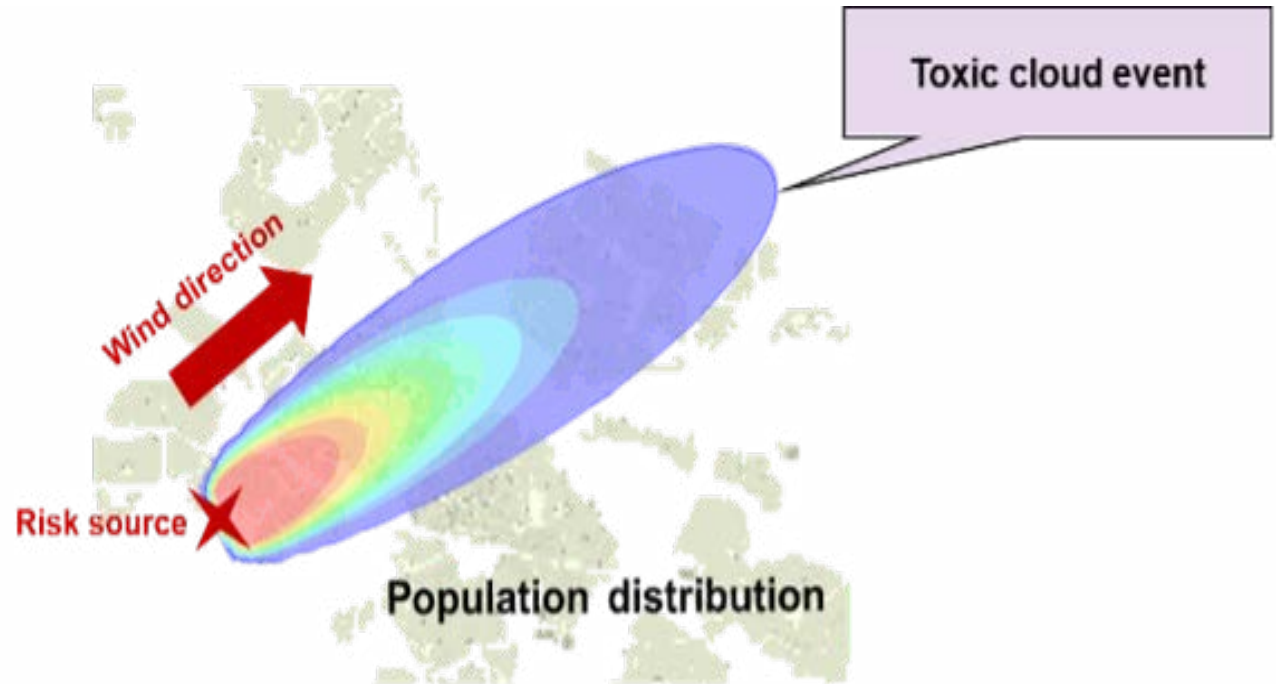 Toxic cloud event
Wind direction
Risk source
Population distribution